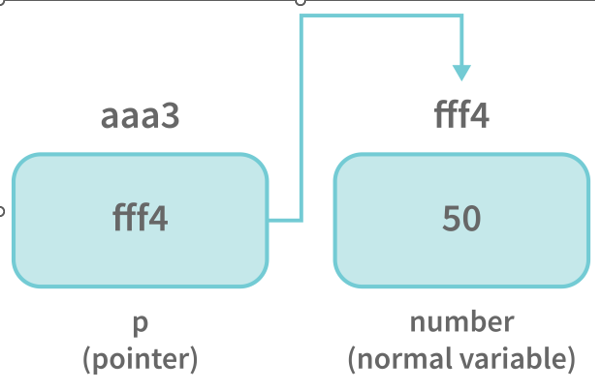 aaa3
fff4
fff4
50
p
(pointer)
number
(normal variable)